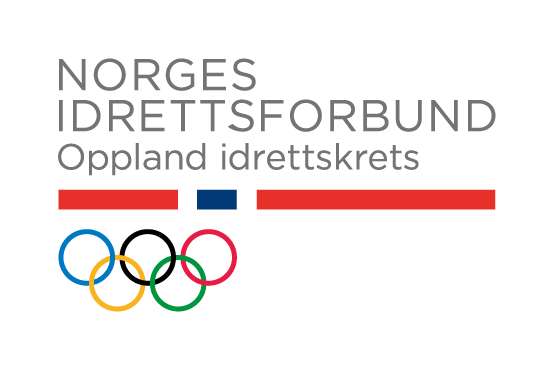 NORGES
IDRETTSFORBUND
Oppland idrettskrets